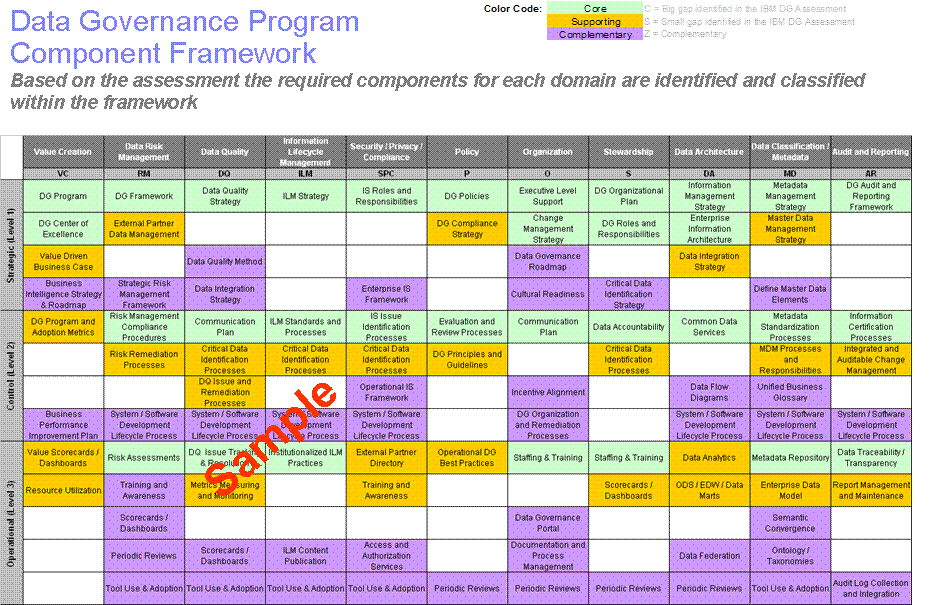 Data Governance Program
Component Framework
Based on the assessment the required components for each domain are identified and classified
within the framework
Color Code:
Core
C = Big gap identified in the IBM DG Assessment
Supporting
S = Small gap identified in the IBM DG Assessment
Complementary
Z = Complementary
Value Creation
Data Risk
Management
Data Quality
Information
Lifecycle
Management
Security / Privacy /
Compliance
Policy
Organization
Stewardship
Data Architecture
Data Classification /
Metadata
Audit and Reporting
VC
RM
DQ
ILM
SPC
P
O
S
DA
MD
AR
Strategic (Level 1)
DG Program
DG Framework
Data Quality
Strategy
ILM Strategy
IS Roles and
Responsibilities
DG Policies
Executive Level
Support
DG Organizational
Plan
Information
Management
Strategy
Metadata
Management
Strategy
DG Audit and
Reporting
Framework
DG Center of
Excellence
External Partner
Data Management
DG Compliance
Strategy
Change
Management
Strategy
DG Roles and
Responsibilities
Enterprise
Information
Architecture
Master Data
Management
Strategy
Value Driven
Business Case
Data Quality Method
Data Governance
Roadmap
Data Integration
Strategy
Business
Intelligence Strategy
& Roadmap
Strategic Risk
Management
Framework
Data Integration
Strategy
Enterprise IS
Framework
Cultural Readiness
Critical Data
Identification
Strategy
Define Master Data
Elements
Control (Level 2)
DG Program and
Adoption Metrics
Risk Management
Compliance
Procedures
Communication
Plan
ILM Standards and
Processes
IS Issue
Identification
Processes
Evaluation and
Review Processes
Communication
Plan
Data Accountability
Common Data
Services
Metadata
Standardization
Processes
Information
Certification
Processes
Risk Remediation
Processes
Critical Data
Identification
Processes
Critical Data
Identification
Processes
Critical Data
Identification
Processes
DG Principles and
Guidelines
Critical Data
Identification
Processes
MDM Processes
and
Responsibilities
Integrated and
Auditable Change
Management
DQ Issue and
Remediation
Processes
Operational IS
Framework
Incentive Alignment
Data Flow
Diagrams
Unified Business
Glossary
Business
Performance
Improvement Plan
System / Software
Development
Lifecycle Process
System / Software
Development
Lifecycle Process
System / Software
Development
Lifecycle Process
System / Software
Development
Lifecycle Process
DG Organization
and Remediation
Processes
System / Software
Development
Lifecycle Process
System / Software
Development
Lifecycle Process
System / Software
Development
Lifecycle Process
Sample
Operational (Level 3)
Value Scorecards /
Dashboards
Risk Assessments
DQ Issue Tracking
& Resolution
Institutionalized ILM
Practices
External Partner
Directory
Operational DG
Best Practices
Staffing & Training
Staffing & Training
Data Analytics
Metadata Repository
Data Traceability /
Transparency
Resource Utilization
Training and
Awareness
Metrics Measuring
and Monitoring
Training and
Awareness
Scorecards /
Dashboards
ODS / EDW / Data
Marts
Enterprise Data
Model
Report Management
and Maintenance
Scorecards /
Dashboards
Data Governance
Portal
Semantic
Convergence
Periodic Reviews
Scorecards /
Dashboards
ILM Content
Publication
Access and
Authorization
Services
Documentation and
Process
Management
Data Federation
Ontology /
Taxonomies
Tool Use & Adoption
Tool Use & Adoption
Tool Use & Adoption
Tool Use & Adoption
Periodic Reviews
Periodic Reviews
Periodic Reviews
Periodic Reviews
Tool Use & Adoption
Audit Log Collection
and Integration